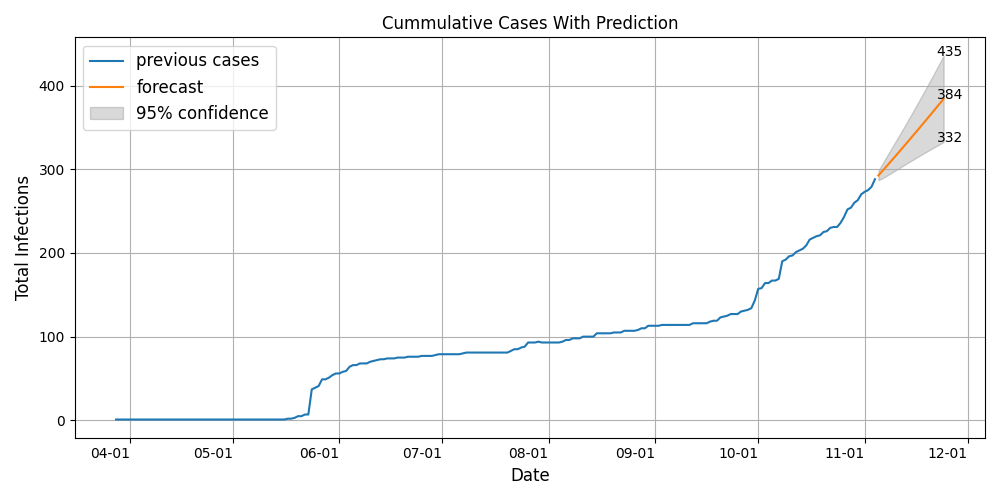 Cummulative Cases With Prediction
previous cases
forecast
95% confidence
435
384
332
400
300
200
100
0
Total Infections
04-01 05-01 06-01 07-01 08-01 09-01 10-01 11-01 12-01
Date